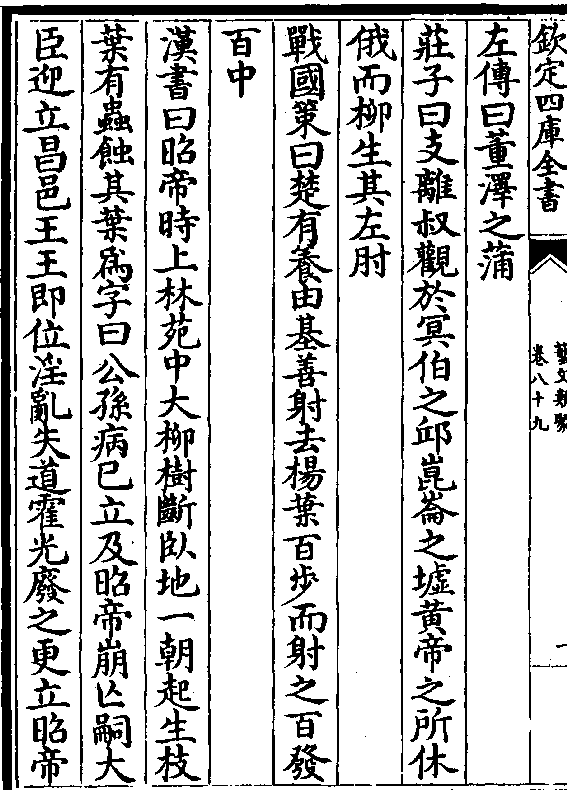 欽定四庫全書
藝文類聚
卷八十九
一
左傳曰董澤之蒲
莊子曰支離叔觀於冥伯之邱崑崙之墟黃帝之所休
俄而柳生其左肘
戰國策曰楚有養由基善射去楊葉百步而射之百發
百中
漢書曰昭帝時上林苑中大柳樹斷臥地一朝起生枝
葉有蟲蝕其葉為字曰公孫病已立及昭帝崩亾嗣大
臣迎立昌邑王王即位淫亂失道霍光廢之更立昭帝